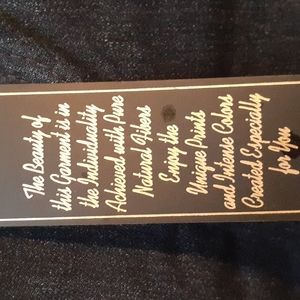 The Beauty of
this Garment is in
the Individuality
Achieved with Pure
Natural Fibers
Enjoy the
Unique Prints
and Intense Colors
Created Especially
for You